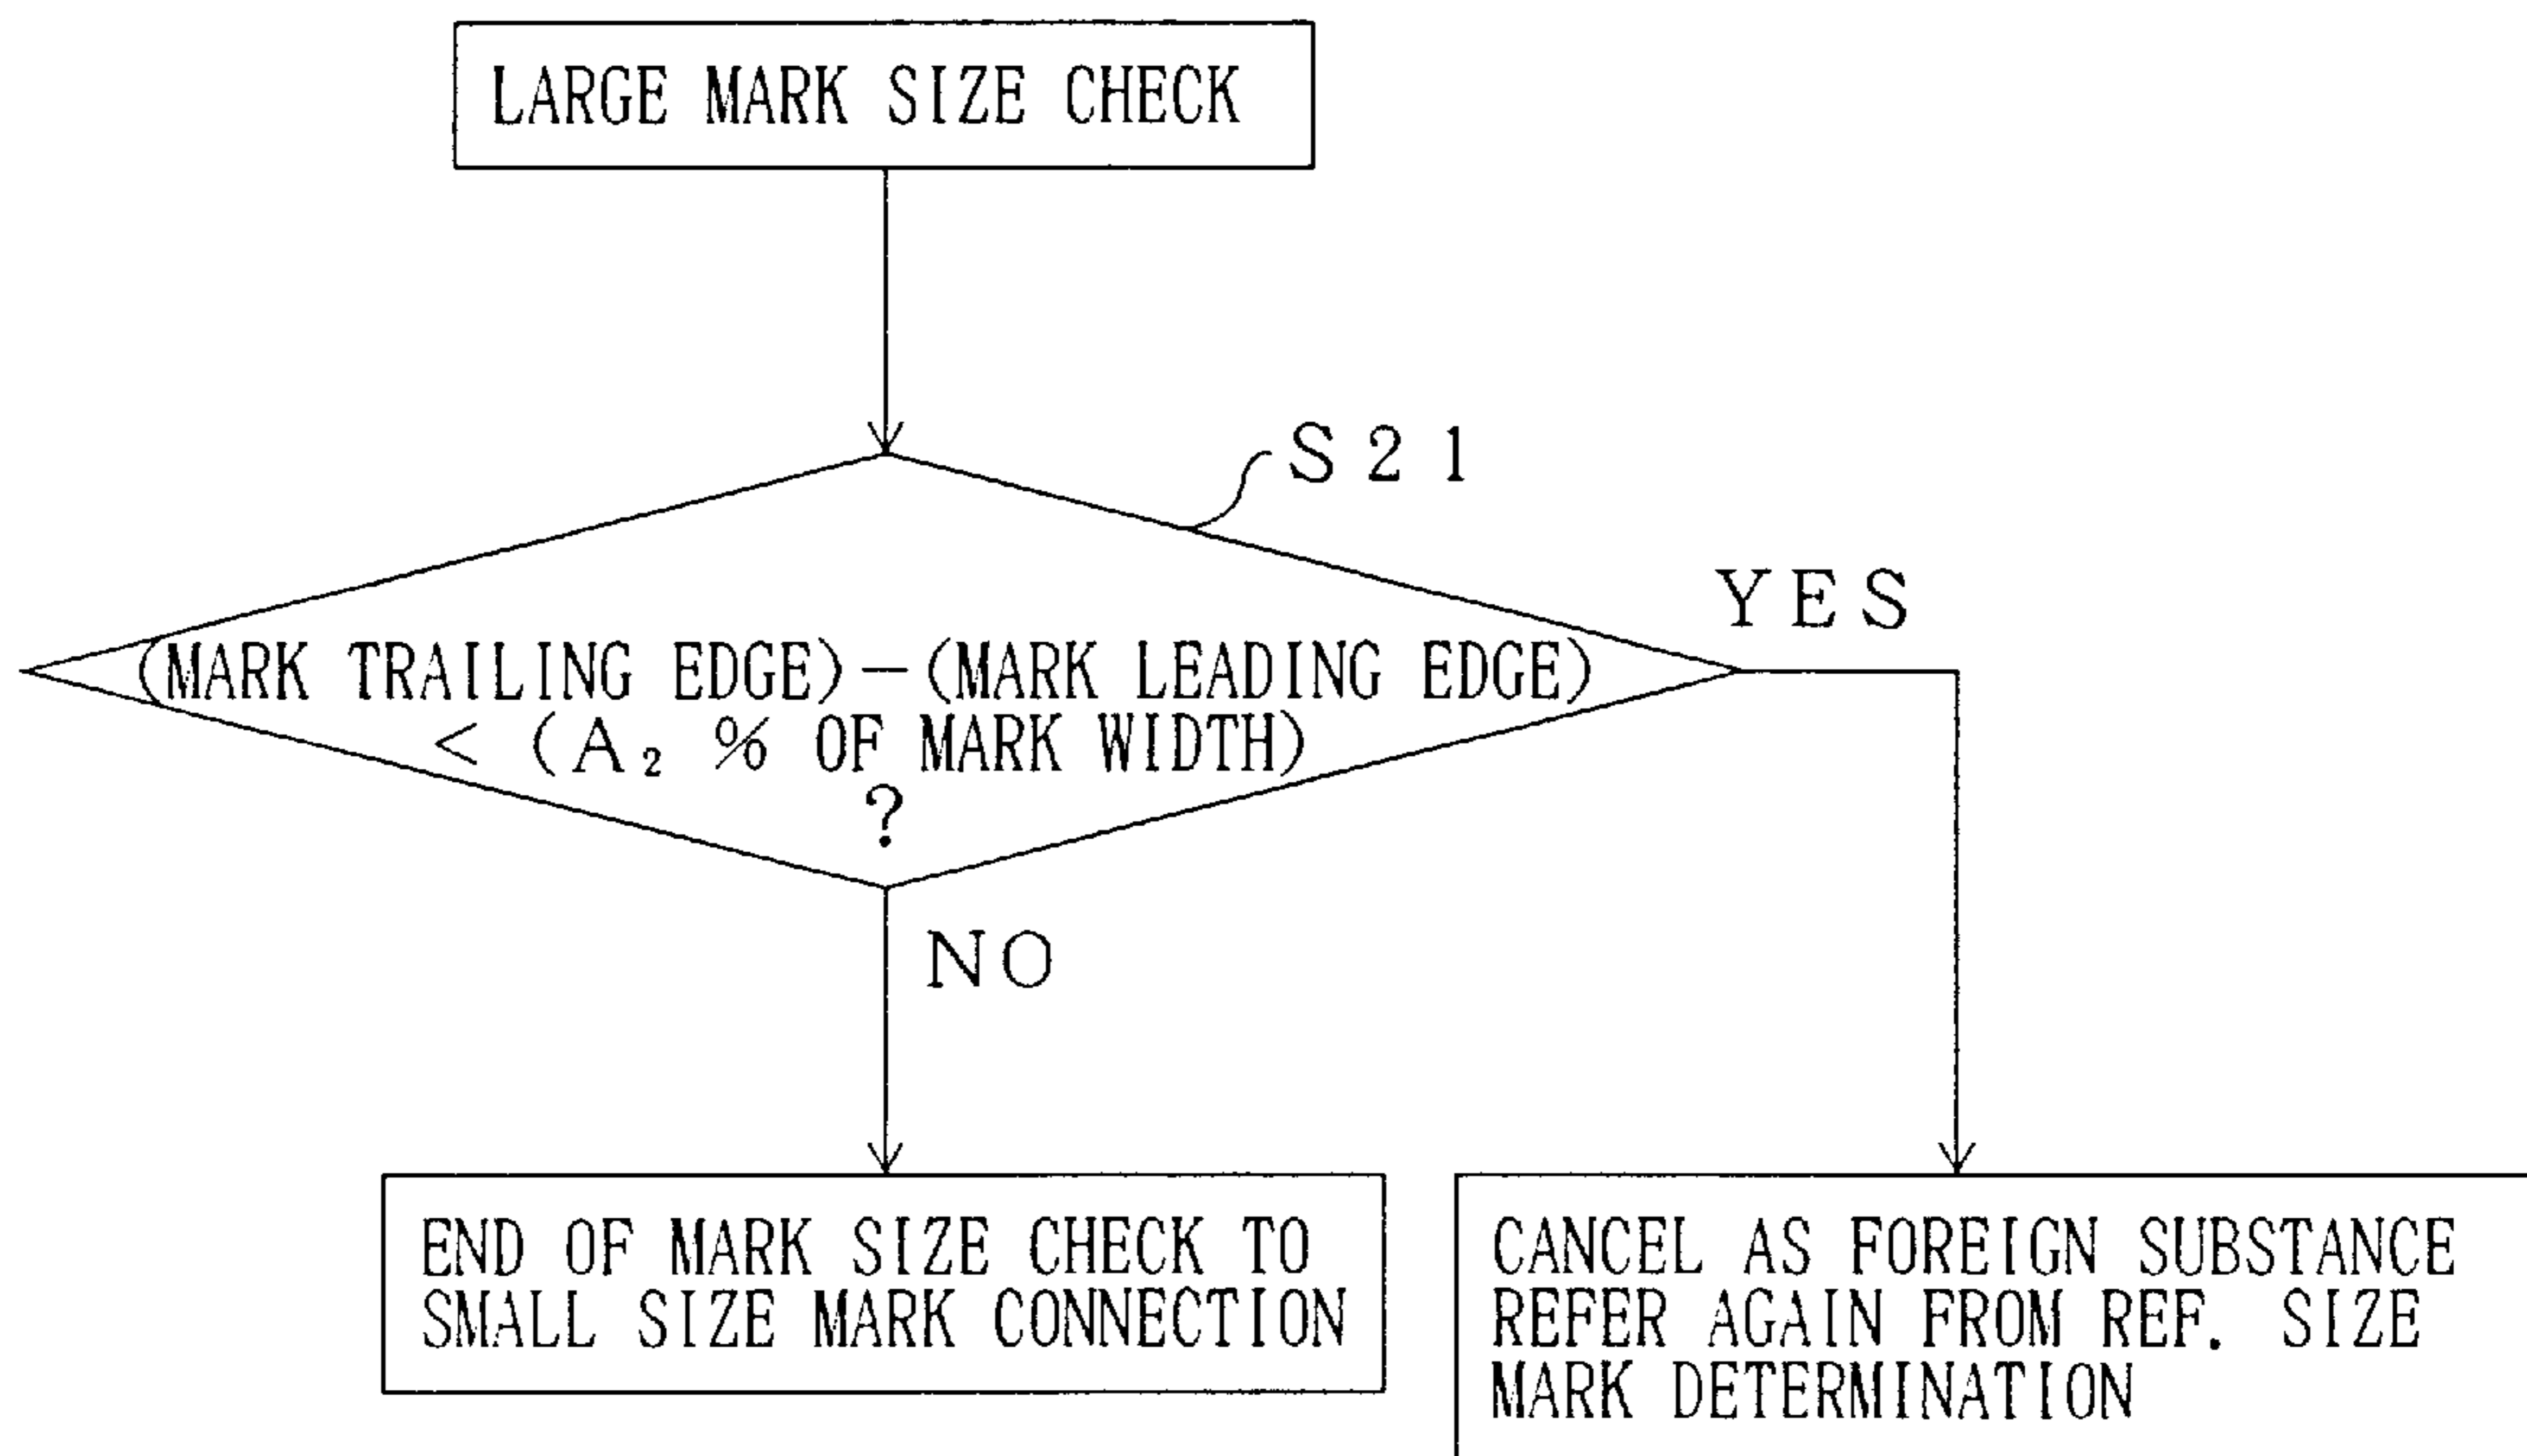 LARGE MARK SIZE CHECK
S21
YES
(MARK TRAILING EDGE)－(MARK LEADING EDGE)
< (A₂ % OF MARK WIDTH)
?
NO
END OF MARK SIZE CHECK TO
SMALL SIZE MARK CONNECTION
CANCEL AS FOREIGN SUBSTANCE
REFER AGAIN FROM REF. SIZE
MARK DETERMINATION